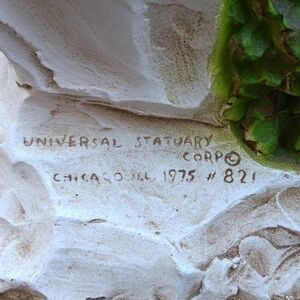 UNIVERSAL STATUARY
CORP©
CHICAGO ILL 1975 # 821